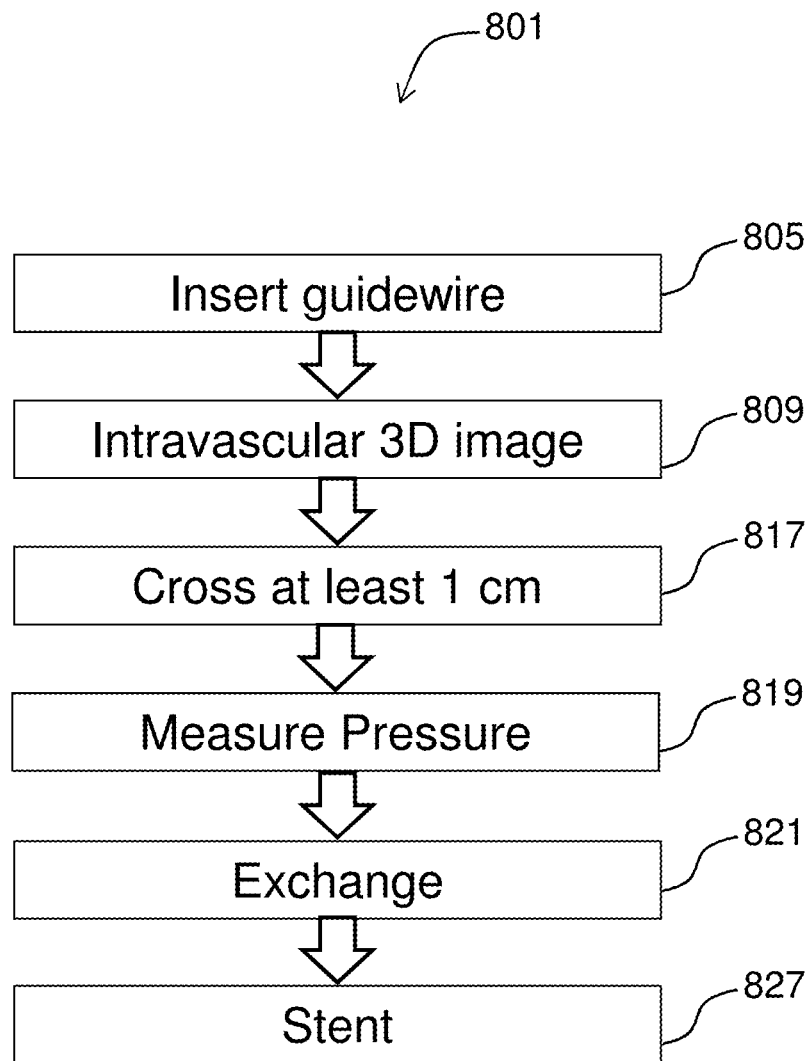 801
805
Insert guidewire
809
Intravascular 3D image
817
Cross at least 1 cm
819
Measure Pressure
821
Exchange
827
Stent